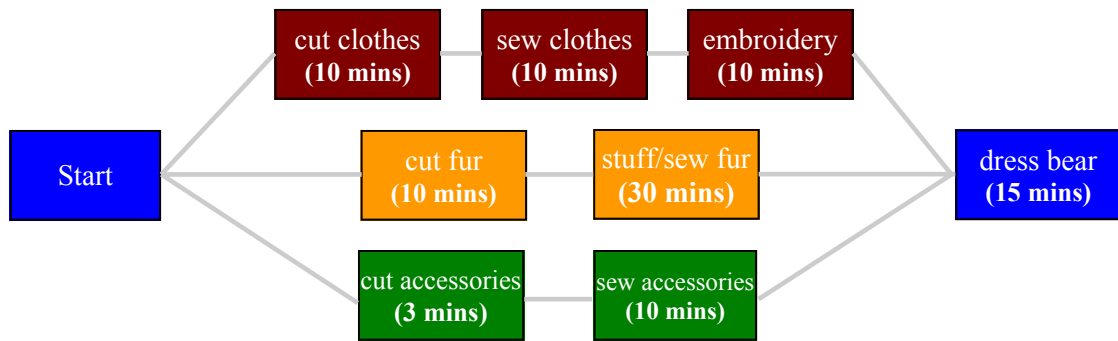 cut clothes
(10 mins)
sew clothes
(10 mins)
embroidery
(10 mins)
Start
cut fur
(10 mins)
stuff/sew fur
(30 mins)
dress bear
(15 mins)
cut accessories
(3 mins)
sew accessories
(10 mins)